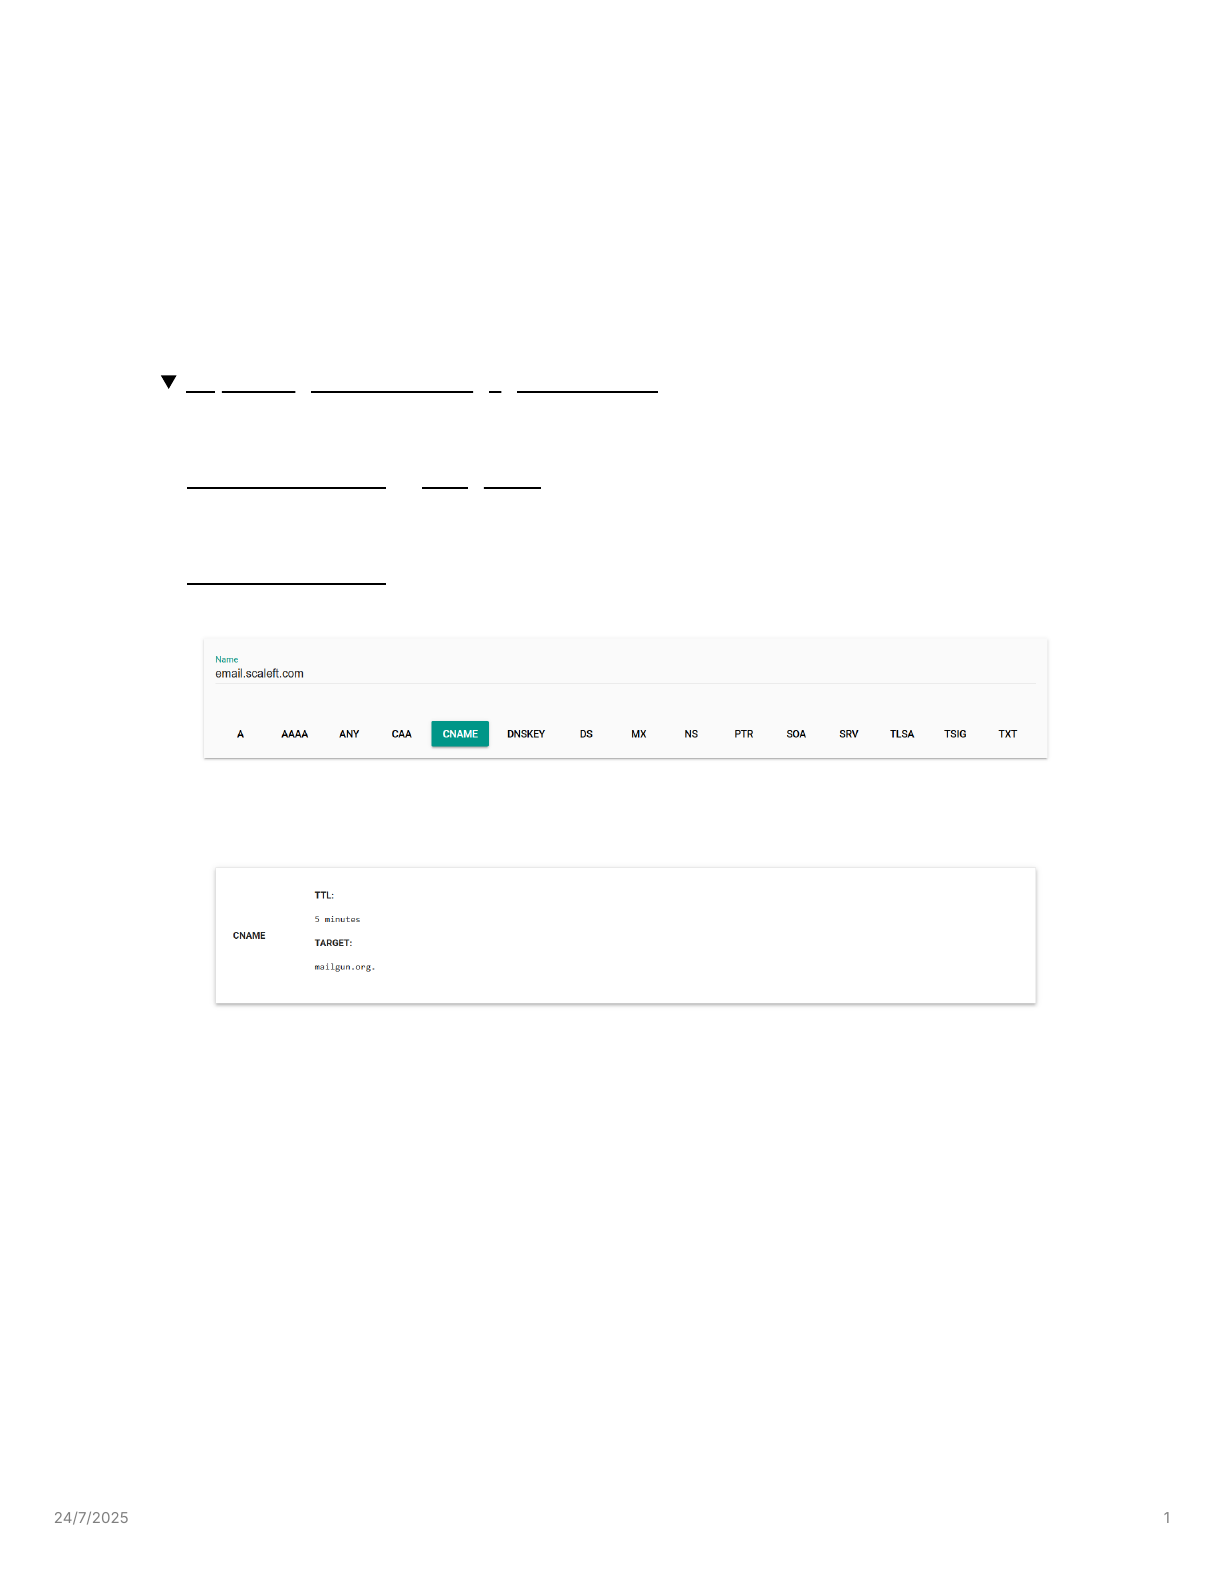 Name
email.scaleft.com
A AAAA ANY CAA CNAME DNSKEY DS MX NS PTR SOA SRV TLSA TSIG TXT
TTL:
5 minutes
CNAME
TARGET:
mailgun.org.
24/7/2025 1